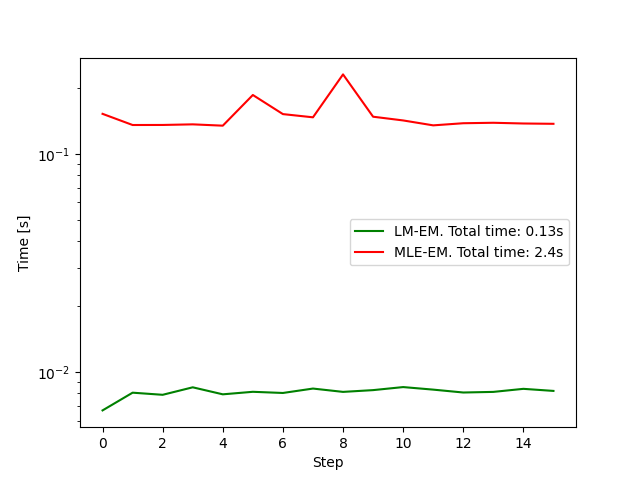 10⁻¹
10⁻²
Time [s]
LM-EM. Total time: 0.13s
MLE-EM. Total time: 2.4s
0 2 4 6 8 10 12 14
Step